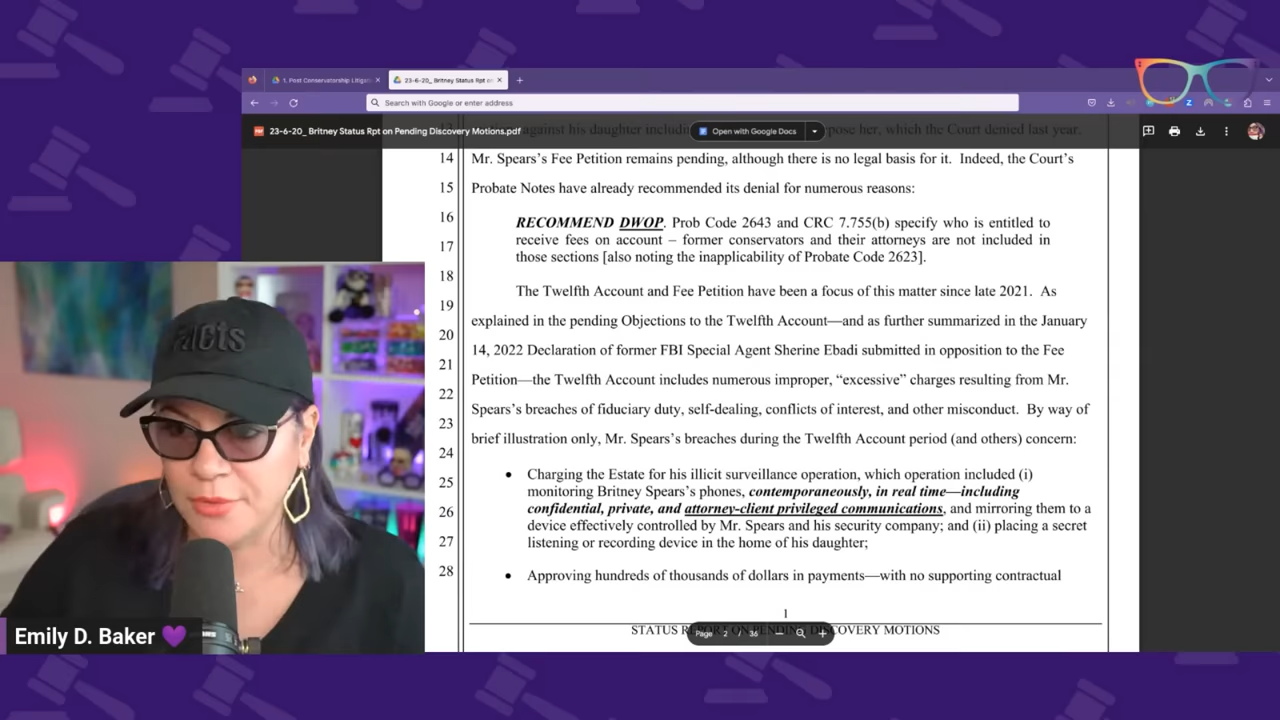 1. Post Conservatorship Litiga
23-6-20_ Britney Status Rpt on
Search with Google or enter address
23-6-20_ Britney Status Rpt on Pending Discovery Motions.pdf
Open with Google Docs
against his daughter includi pose her, which the Court denied last year.
14 Mr. Spears's Fee Petition remains pending, although there is no legal basis for it. Indeed, the Court's
15 Probate Notes have already recommended its denial for numerous reasons:
16 RECOMMEND DWOP. Prob Code 2643 and CRC 7.755(b) specify who is entitled to
receive fees on account – former conservators and their attorneys are not included in
17 those sections [also noting the inapplicability of Probate Code 2623].
18 The Twelfth Account and Fee Petition have been a focus of this matter since late 2021. As
19 explained in the pending Objections to the Twelfth Account—and as further summarized in the January
20
14, 2022 Declaration of former FBI Special Agent Sherine Ebadi submitted in opposition to the Fee
21
Petition—the Twelfth Account includes numerous improper, "excessive" charges resulting from Mr.
22
Spears's breaches of fiduciary duty, self-dealing, conflicts of interest, and other misconduct. By way of
23
brief illustration only, Mr. Spears's breaches during the Twelfth Account period (and others) concern:
24
• Charging the Estate for his illicit surveillance operation, which operation included (i)
25 monitoring Britney Spears's phones, contemporaneously, in real time—including
26 confidential, private, and attorney-client privileged communications, and mirroring them to a
device effectively controlled by Mr. Spears and his security company; and (ii) placing a secret
27 listening or recording device in the home of his daughter;
28 • Approving hundreds of thousands of dollars in payments—with no supporting contractual
1
STATUS R DISCOVERY MOTIONS
Page 2 / 36
facts
Emily D. Baker 💜